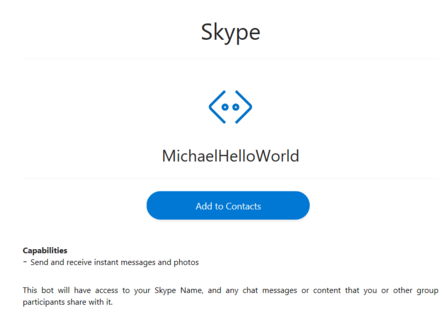 Skype
MichaelHelloWorld
Add to Contacts
Capabilities
- Send and receive instant messages and photos
This bot will have access to your Skype Name, and any chat messages or content that you or other group
participants share with it.